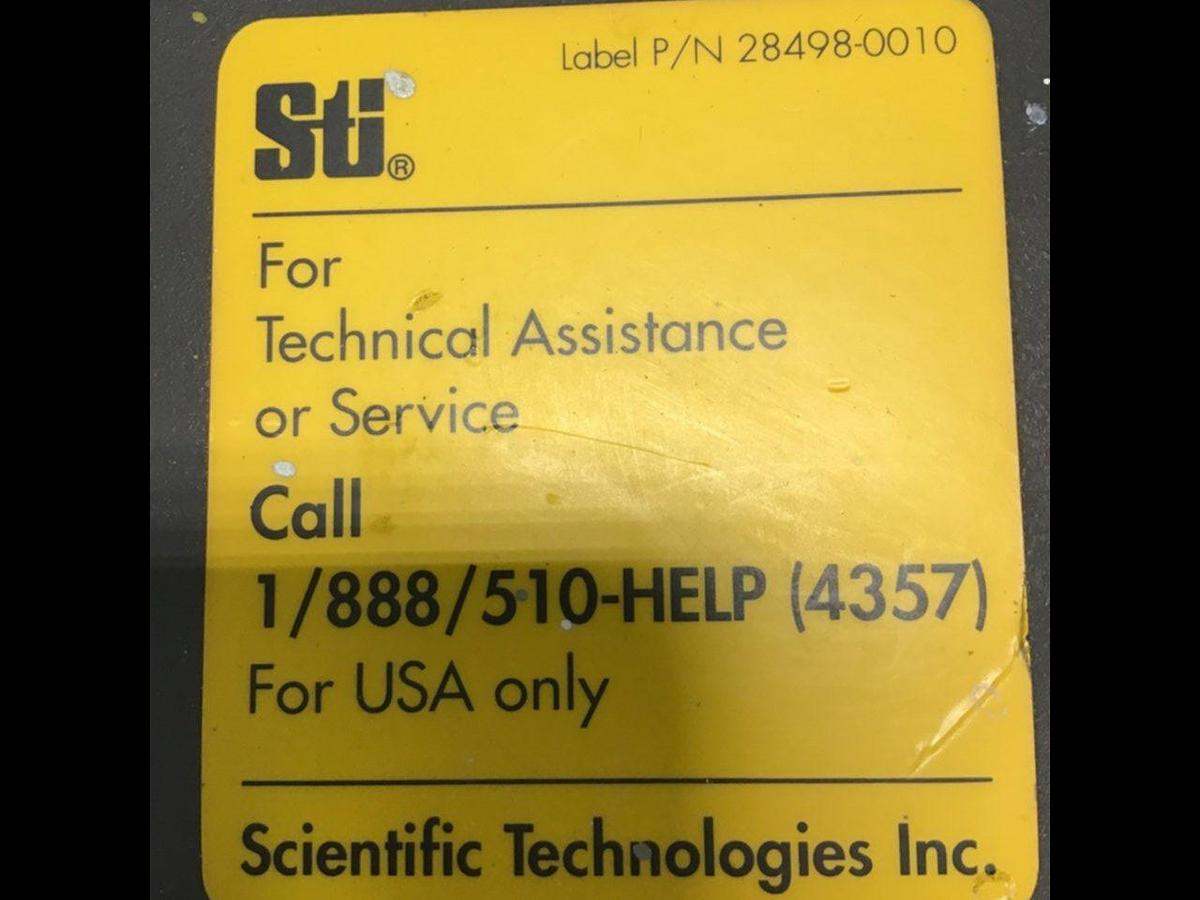 Label P/N 28498-0010
Sti®
For
Technical Assistance
or Service
Call
1/888/510-HELP (4357)
For USA only
Scientific Technologies Inc.